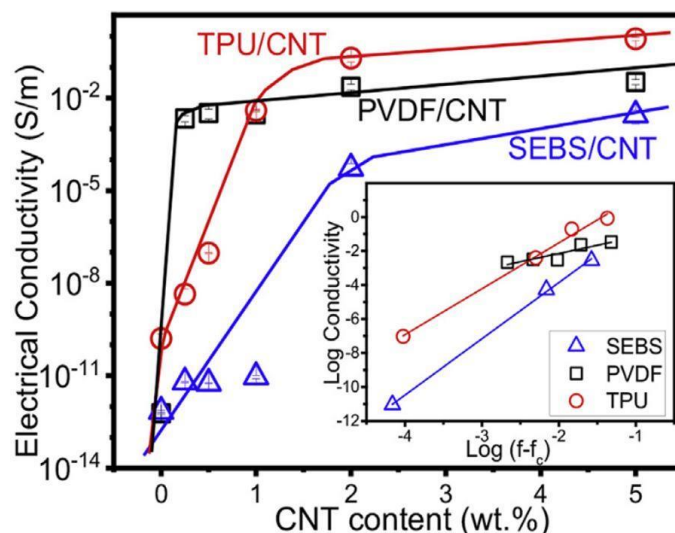 TPU/CNT
PVDF/CNT
SEBS/CNT
Electrical Conductivity (S/m)
10⁻²
10⁻⁵
10⁻⁸
10⁻¹¹
10⁻¹⁴
0 1 2 3 4 5
CNT content (wt.%)
Log Conductivity
0
-2
-4
-6
-8
-10
-12
-4 -3 -2 -1
Log (f-fc)
SEBS
PVDF
TPU